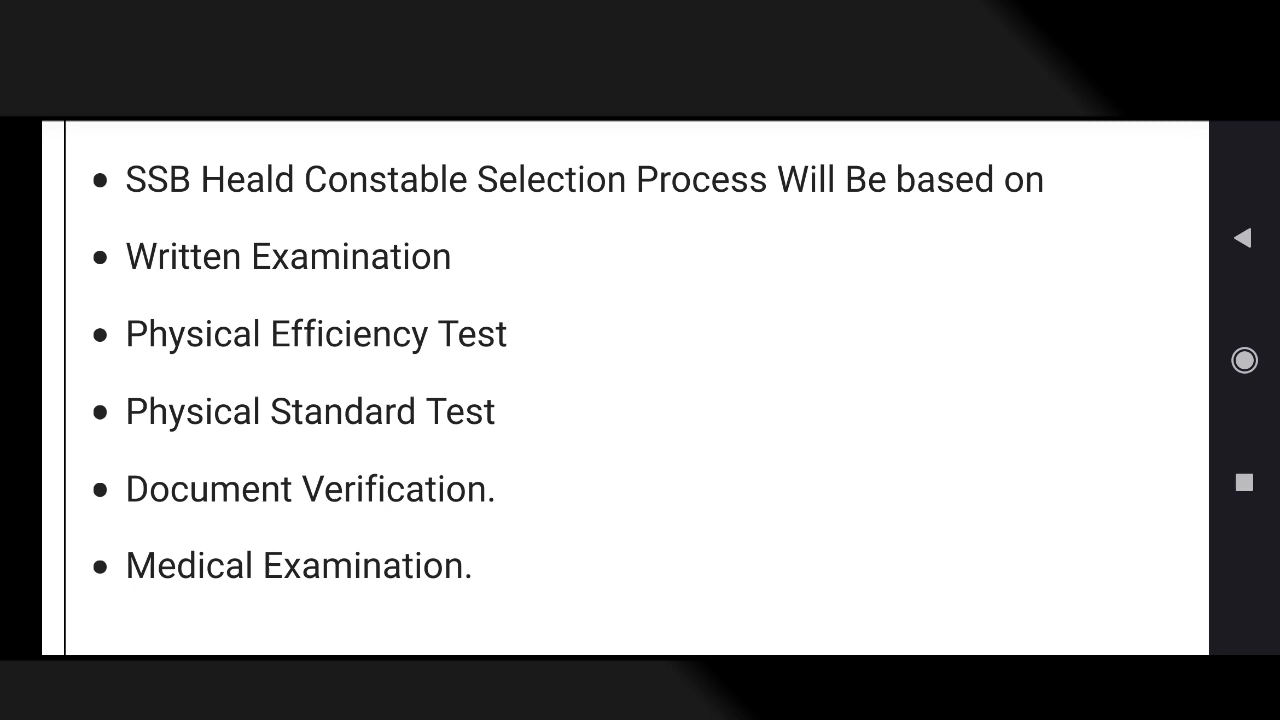 SSB Heald Constable Selection Process Will Be based on
Written Examination
Physical Efficiency Test
Physical Standard Test
Document Verification.
Medical Examination.